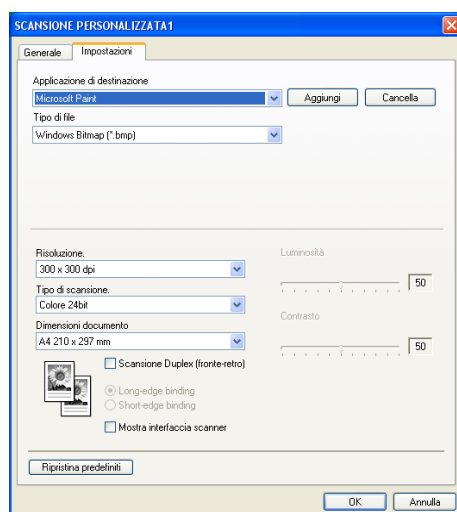 SCANSIONE PERSONALIZZATA1
Generale Impostazioni
Applicazione di destinazione
Microsoft Paint Aggiungi Cancella
Tipo di file
Windows Bitmap (*.bmp)
Risoluzione. Luminosità
300 x 300 dpi 50
Tipo di scansione.
Colore 24bit
Contrasto
Dimensioni documento
A4 210 x 297 mm 50
Scansione Duplex (fronte-retro)
Long-edge binding
Short-edge binding
Mostra interfaccia scanner
Ripristina predefiniti
OK Annulla